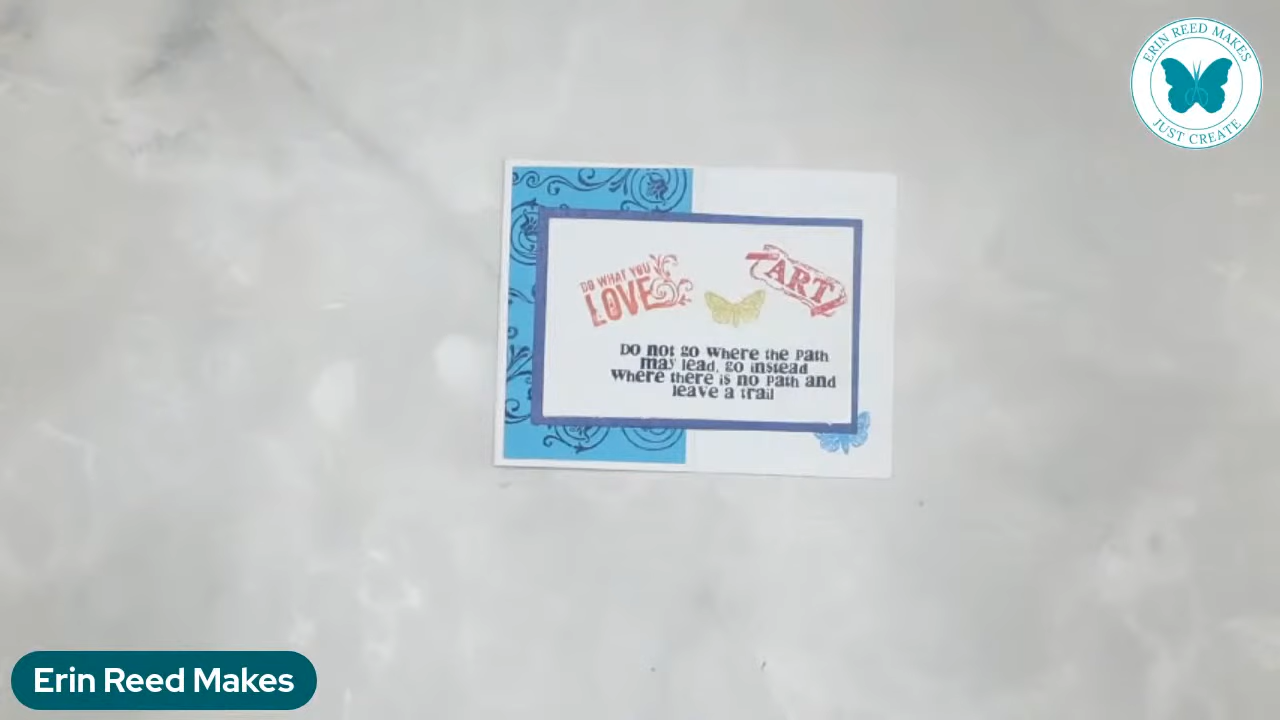 ERIN REED MAKES
JUST CREATE
DO WHAT YOU
LOVE
ART
Do not go where the path
may lead, go instead
where there is no path and
leave a trail
Erin Reed Makes